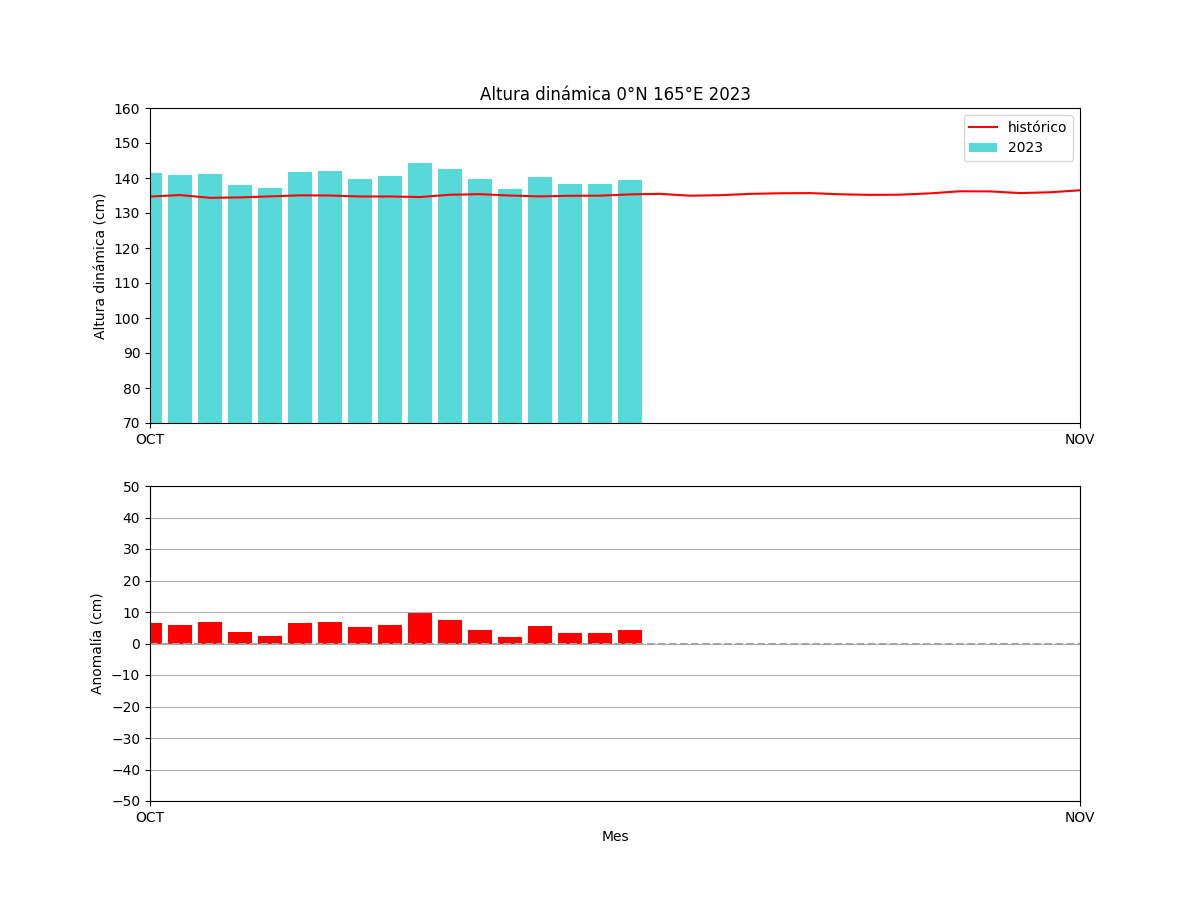 Altura dinámica 0°N 165°E 2023
160
150
140
130
120
110
100
90
80
70
Altura dinámica (cm)
histórico
2023
OCT
NOV
50
40
30
20
10
0
−10
−20
−30
−40
−50
Anomalía (cm)
OCT
NOV
Mes